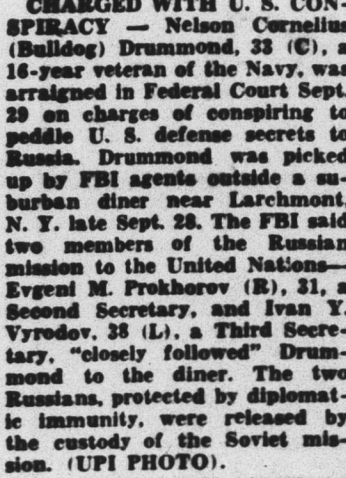 CHARGED WITH U. S. CON-
SPIRACY — Nelson Cornelius
(Bulldog) Drummond, 33 (C), a
16-year veteran of the Navy, was
arraigned in Federal Court Sept.
29 on charges of conspiring to
peddle U. S. defense secrets to
Russia. Drummond was picked
up by FBI agents outside a su-
burban diner near Larchmont,
N. Y. late Sept. 28. The FBI said
two members of the Russian
mission to the United Nations—
Evgeni M. Prokhorov (R), 31, a
Second Secretary, and Ivan Y.
Vyrodov, 38 (L), a Third Secre-
tary, "closely followed" Drum-
mond to the diner. The two
Russians, protected by diplomat-
ic immunity, were released by
the custody of the Soviet mis-
sion. (UPI PHOTO).